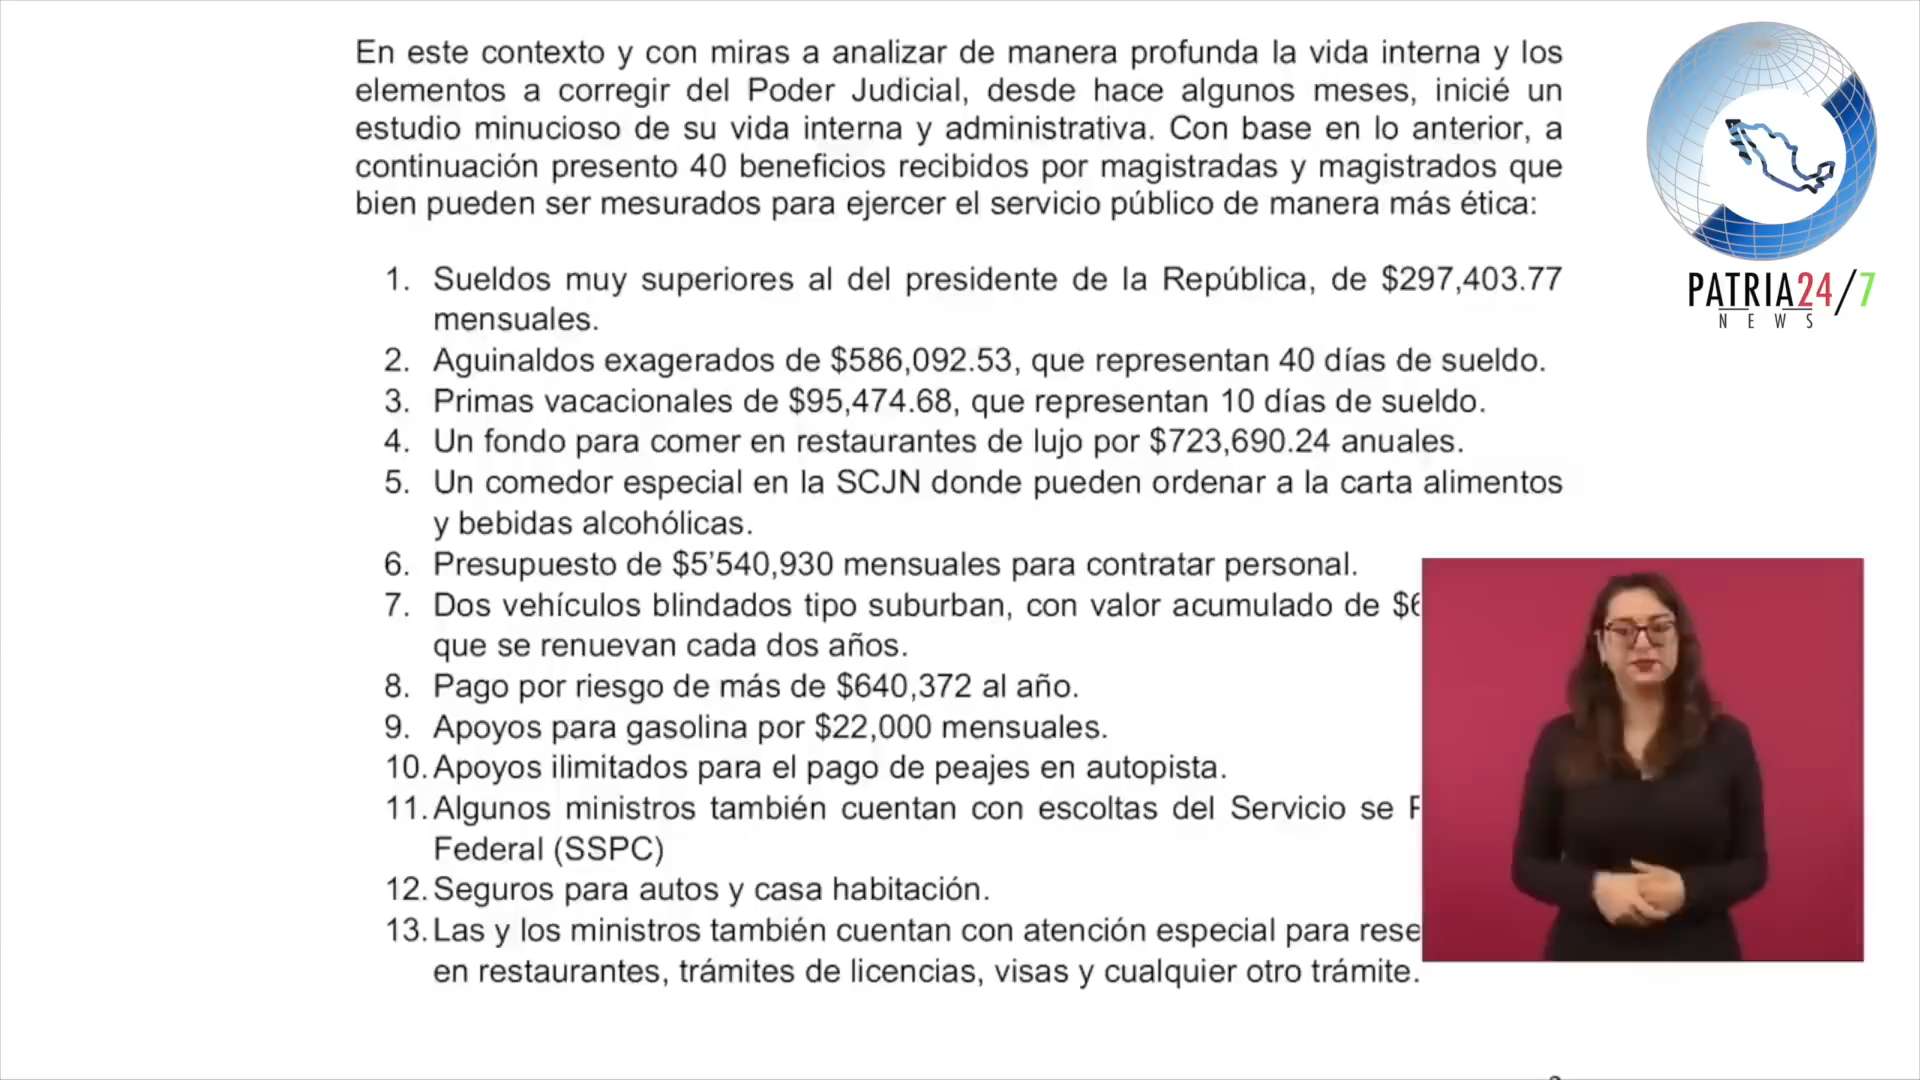 En este contexto y con miras a analizar de manera profunda la vida interna y los
elementos a corregir del Poder Judicial, desde hace algunos meses, inicié un
estudio minucioso de su vida interna y administrativa. Con base en lo anterior, a
continuación presento 40 beneficios recibidos por magistradas y magistrados que
bien pueden ser mesurados para ejercer el servicio público de manera más ética:
1. Sueldos muy superiores al del presidente de la República, de $297,403.77
mensuales.
2. Aguinaldos exagerados de $586,092.53, que representan 40 días de sueldo.
3. Primas vacacionales de $95,474.68, que representan 10 días de sueldo.
4. Un fondo para comer en restaurantes de lujo por $723,690.24 anuales.
5. Un comedor especial en la SCJN donde pueden ordenar a la carta alimentos
y bebidas alcohólicas.
6. Presupuesto de $5’540,930 mensuales para contratar personal.
7. Dos vehículos blindados tipo suburban, con valor acumulado de
que se renuevan cada dos años.
8. Pago por riesgo de más de $640,372 al año.
9. Apoyos para gasolina por $22,000 mensuales.
10. Apoyos ilimitados para el pago de peajes en autopista.
11. Algunos ministros también cuentan con escoltas del Servicio se
Federal (SSPC)
12. Seguros para autos y casa habitación.
13. Las y los ministros también cuentan con atención especial para
en restaurantes, trámites de licencias, visas y cualquier otro trámite.
PATRIA24/7
NEWS